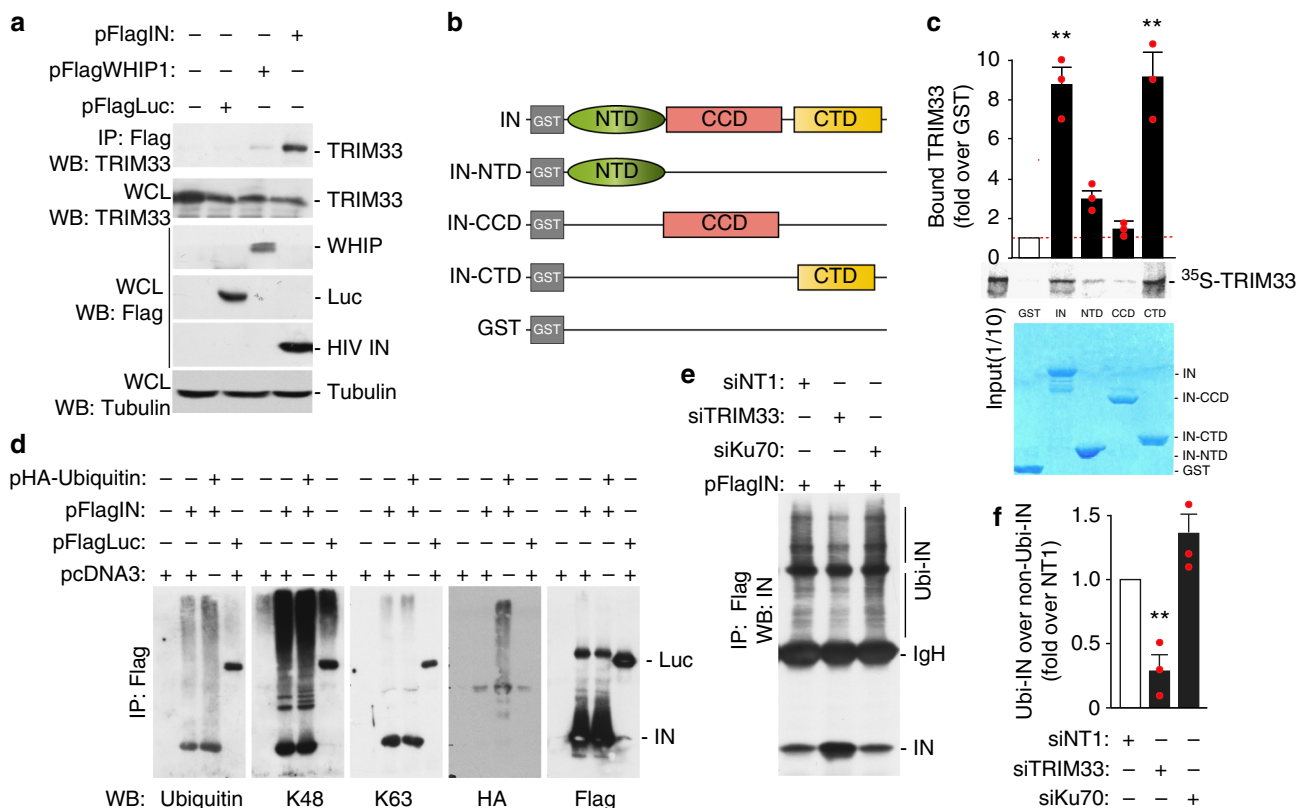 a
pFlagIN: – – – +
pFlagWHIP1: – – + –
pFlagLuc: – + – –
IP: Flag
WB: TRIM33
- TRIM33
WCL
WB: TRIM33
- TRIM33
- WHIP
WCL
WB: Flag
- Luc
- HIV IN
WCL
WB: Tubulin
- Tubulin
b
IN GST NTD CCD CTD
IN-NTD GST NTD
IN-CCD GST CCD
IN-CTD GST CTD
GST GST
c
Bound TRIM33
(fold over GST)
10
8
6
4
2
0
** **
- ³⁵S-TRIM33
GST IN NTD CCD CTD
Input(1/10)
- IN
- IN-CCD
- IN-CTD
- IN-NTD
- GST
d
pHA-Ubiquitin: – – + – – – + – – – + – – – + – – – + –
pFlagIN: – + + – – + + – – + + – – + + – – + + –
pFlagLuc: – – – + – – – + – – – + – – – + – – – +
pcDNA3: + + – + + + – + + + – + + + – + + + – +
IP: Flag
- Luc
- IN
WB: Ubiquitin K48 K63 HA Flag
e
siNT1: + – –
siTRIM33: – + –
siKu70: – – +
pFlagIN: + + +
IP: Flag
WB: IN
Ubi-IN
- IgH
- IN
f
Ubi-IN over non-Ubi-IN
(fold over NT1)
1.5
1.0
0.5
0
**
siNT1: + – –
siTRIM33: – + –
siKu70: – – +